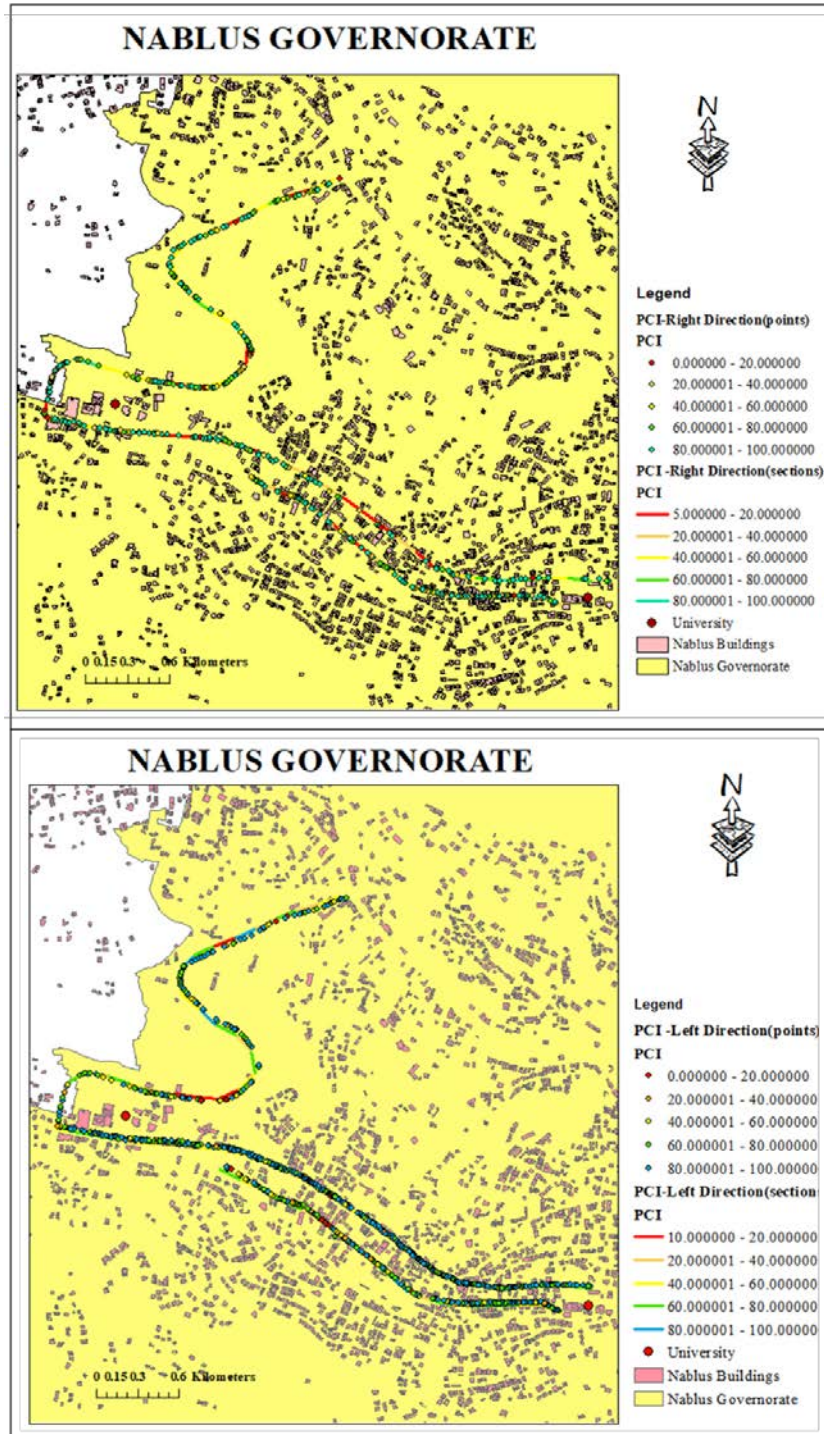 NABLUS GOVERNORATE
N
Legend
PCI-Right Direction(points)
PCI
0.000000 - 20.000000
20.000001 - 40.000000
40.000001 - 60.000000
60.000001 - 80.000000
80.000001 - 100.000000
PCI -Right Direction(sections)
PCI
5.000000 - 20.000000
20.000001 - 40.000000
40.000001 - 60.000000
60.000001 - 80.000000
80.000001 - 100.000000
University
Nablus Buildings
Nablus Governorate
0 0.15 0.3 0.6 Kilometers
NABLUS GOVERNORATE
N
Legend
PCI -Left Direction(points)
PCI
0.000000 - 20.000000
20.000001 - 40.000000
40.000001 - 60.000000
60.000001 - 80.000000
80.000001 - 100.00000
PCI-Left Direction(section
PCI
10.000000 - 20.000000
20.000001 - 40.000000
40.000001 - 60.000000
60.000001 - 80.000000
80.000001 - 100.000000
University
Nablus Buildings
Nablus Governorate
0 0.15 0.3 0.6 Kilometers